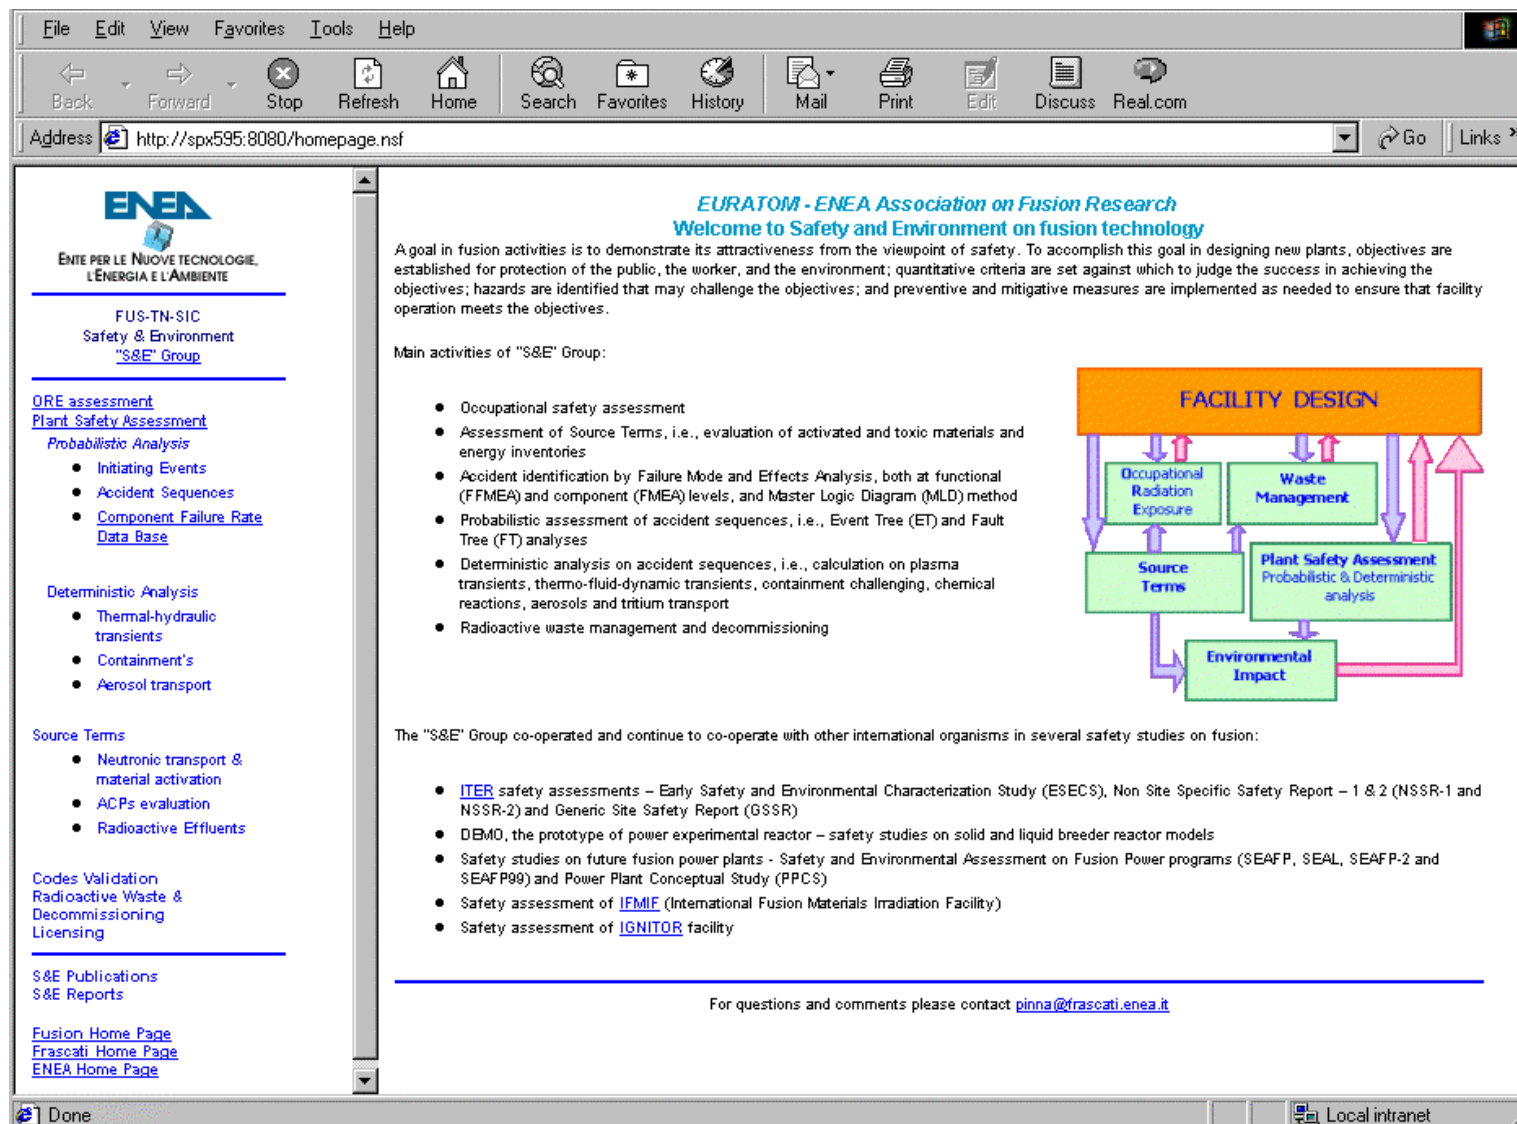 File Edit View Favorites Tools Help
Back Forward Stop Refresh Home Search Favorites History Mail Print Edit Discuss Real.com
Address http://spx595:8080/homepage.nsf Go Links »
ENEA
ENTE PER LE NUOVE TECNOLOGIE,
L'ENERGIA E L'AMBIENTE
FUS-TN-SIC
Safety & Environment
"S&E" Group
ORE assessment
Plant Safety Assessment
Probabilistic Analysis
Initiating Events
Accident Sequences
Component Failure Rate
Data Base
Deterministic Analysis
Thermal-hydraulic
transients
Containment's
Aerosol transport
Source Terms
Neutronic transport &
material activation
ACPs evaluation
Radioactive Effluents
Codes Validation
Radioactive Waste &
Decommissioning
Licensing
S&E Publications
S&E Reports
Fusion Home Page
Frascati Home Page
ENEA Home Page
EURATOM - ENEA Association on Fusion Research
Welcome to Safety and Environment on fusion technology
A goal in fusion activities is to demonstrate its attractiveness from the viewpoint of safety. To accomplish this goal in designing new plants, objectives are
established for protection of the public, the worker, and the environment; quantitative criteria are set against which to judge the success in achieving the
objectives; hazards are identified that may challenge the objectives; and preventive and mitigative measures are implemented as needed to ensure that facility
operation meets the objectives.
Main activities of "S&E" Group:
Occupational safety assessment
Assessment of Source Terms, i.e., evaluation of activated and toxic materials and
energy inventories
Accident identification by Failure Mode and Effects Analysis, both at functional
(FFMEA) and component (FMEA) levels, and Master Logic Diagram (MLD) method
Probabilistic assessment of accident sequences, i.e., Event Tree (ET) and Fault
Tree (FT) analyses
Deterministic analysis on accident sequences, i.e., calculation on plasma
transients, thermo-fluid-dynamic transients, containment challenging, chemical
reactions, aerosols and tritium transport
Radioactive waste management and decommissioning
FACILITY DESIGN
Occupational
Radiation
Exposure
Waste
Management
Source
Terms
Plant Safety Assessment
Probabilistic & Deterministic
analysis
Environmental
Impact
The "S&E" Group co-operated and continue to co-operate with other international organisms in several safety studies on fusion:
ITER safety assessments – Early Safety and Environmental Characterization Study (ESECS), Non Site Specific Safety Report – 1 & 2 (NSSR-1 and
NSSR-2) and Generic Site Safety Report (GSSR)
DEMO, the prototype of power experimental reactor – safety studies on solid and liquid breeder reactor models
Safety studies on future fusion power plants - Safety and Environmental Assessment on Fusion Power programs (SEAFP, SEAL, SEAFP-2 and
SEAFP99) and Power Plant Conceptual Study (PPCS)
Safety assessment of IFMIF (International Fusion Materials Irradiation Facility)
Safety assessment of IGNITOR facility
For questions and comments please contact pinna@frascati.enea.it
Done Local intranet